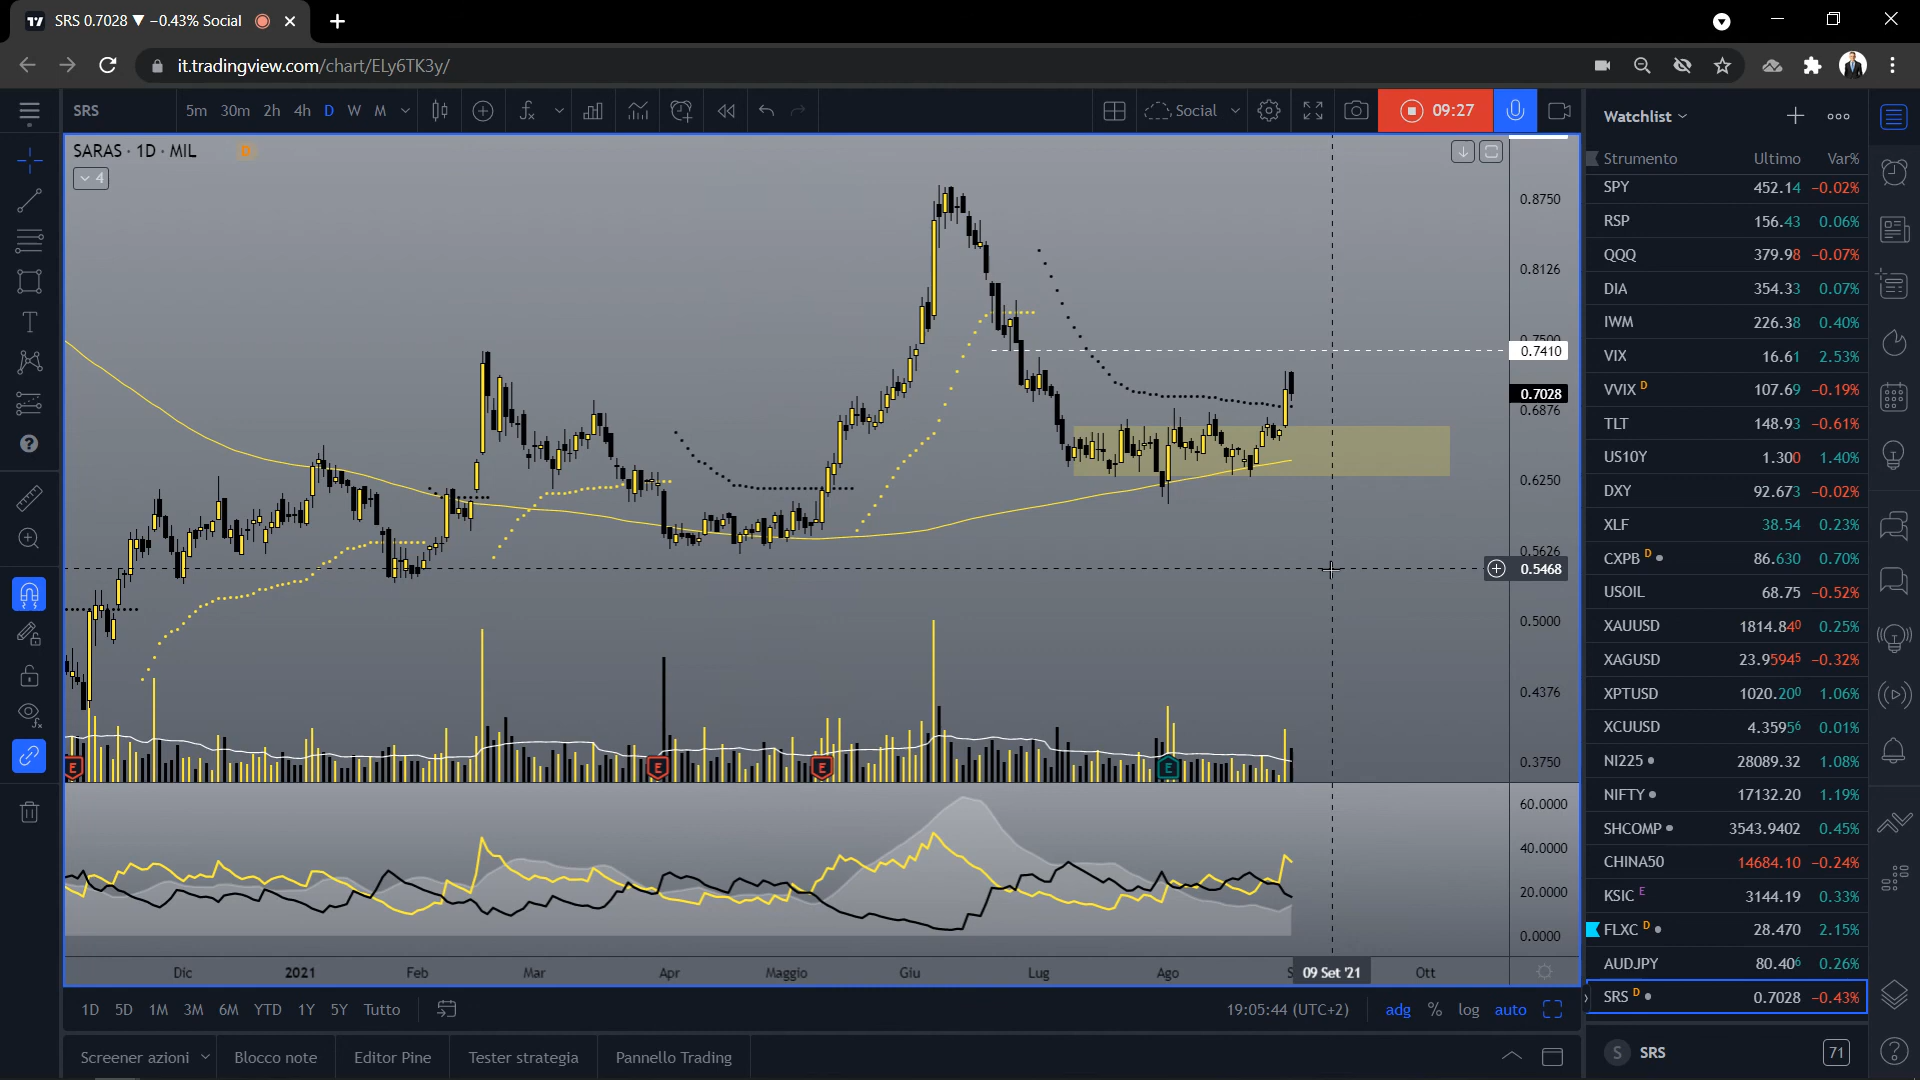 SRS 0.7028 ▼ −0.43% Social
it.tradingview.com/chart/ELy6TK3y/
SRS 5m 30m 2h 4h D W M Social 09:27
SARAS · 1D · MIL D
4
0.8750
0.8126
0.7500
0.7410
0.7028
0.6876
0.6250
0.5626
0.5468
0.5000
0.4376
0.3750
E E E E
60.0000
40.0000
20.0000
0.0000
Dic 2021 Feb Mar Apr Maggio Giu Lug Ago S 09 Set '21 Ott
1D 5D 1M 3M 6M YTD 1Y 5Y Tutto 19:05:44 (UTC+2) adg % log auto
Screener azioni Blocco note Editor Pine Tester strategia Pannello Trading
Watchlist
Strumento Ultimo Var%
SPY 452.14 −0.02%
RSP 156.43 0.06%
QQQ 379.98 −0.07%
DIA 354.33 0.07%
IWM 226.38 0.40%
VIX 16.61 2.53%
VVIX D 107.69 −0.19%
TLT 148.93 −0.61%
US10Y 1.300 1.40%
DXY 92.673 −0.02%
XLF 38.54 0.23%
CXPB D 86.630 0.70%
USOIL 68.75 −0.52%
XAUUSD 1814.840 0.25%
XAGUSD 23.95945 −0.32%
XPTUSD 1020.200 1.06%
XCUUSD 4.35956 0.01%
NI225 28089.32 1.08%
NIFTY 17132.20 1.19%
SHCOMP 3543.9402 0.45%
CHINA50 14684.10 −0.24%
KSIC E 3144.19 0.33%
FLXC D 28.470 2.15%
AUDJPY 80.406 0.26%
SRS D 0.7028 −0.43%
S SRS 71